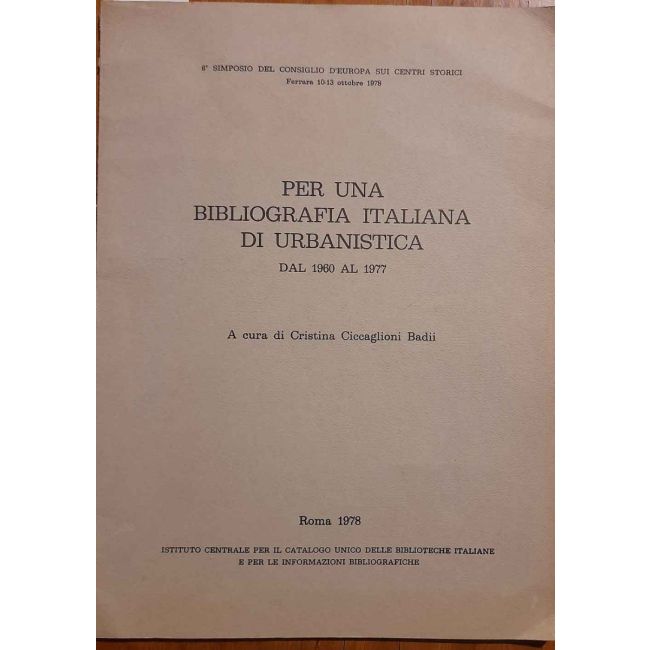 6° SIMPOSIO DEL CONSIGLIO D'EUROPA SUI CENTRI STORICI
Ferrara 10-13 ottobre 1978
PER UNA
BIBLIOGRAFIA ITALIANA
DI URBANISTICA
DAL 1960 AL 1977
A cura di Cristina Ciccaglioni Badii
Roma 1978
ISTITUTO CENTRALE PER IL CATALOGO UNICO DELLE BIBLIOTECHE ITALIANE
E PER LE INFORMAZIONI BIBLIOGRAFICHE